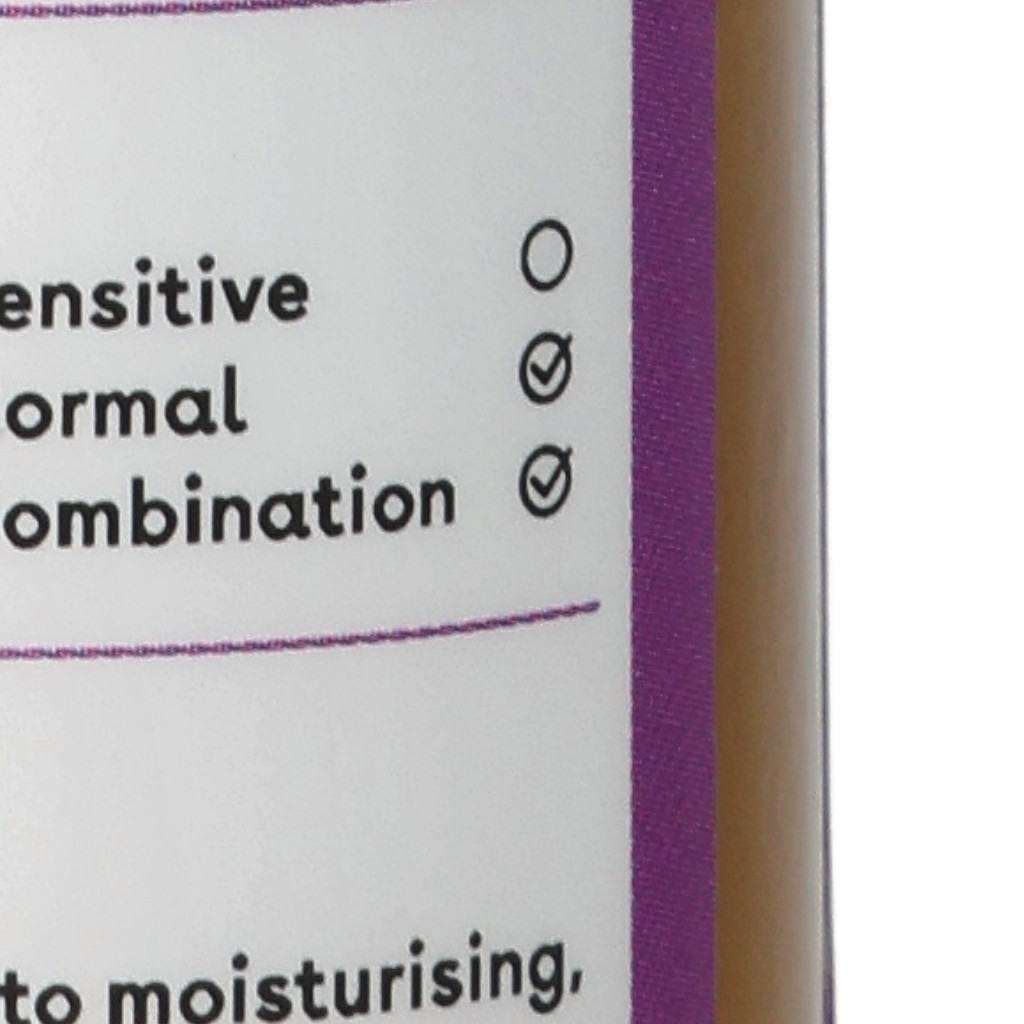 ensitive
ormal
ombination
to moisturising,